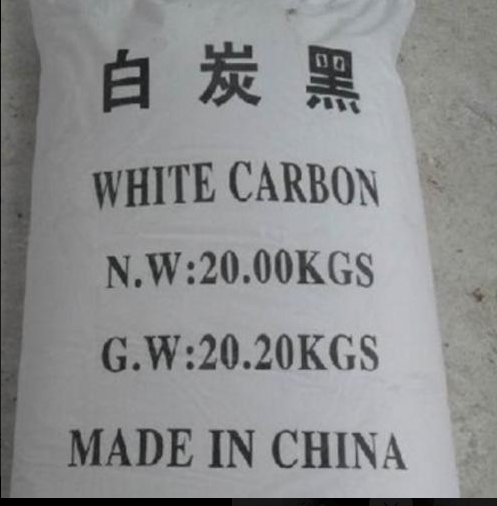 白炭黑
WHITE CARBON
N.W:20.00KGS
G.W:20.20KGS
MADE IN CHINA